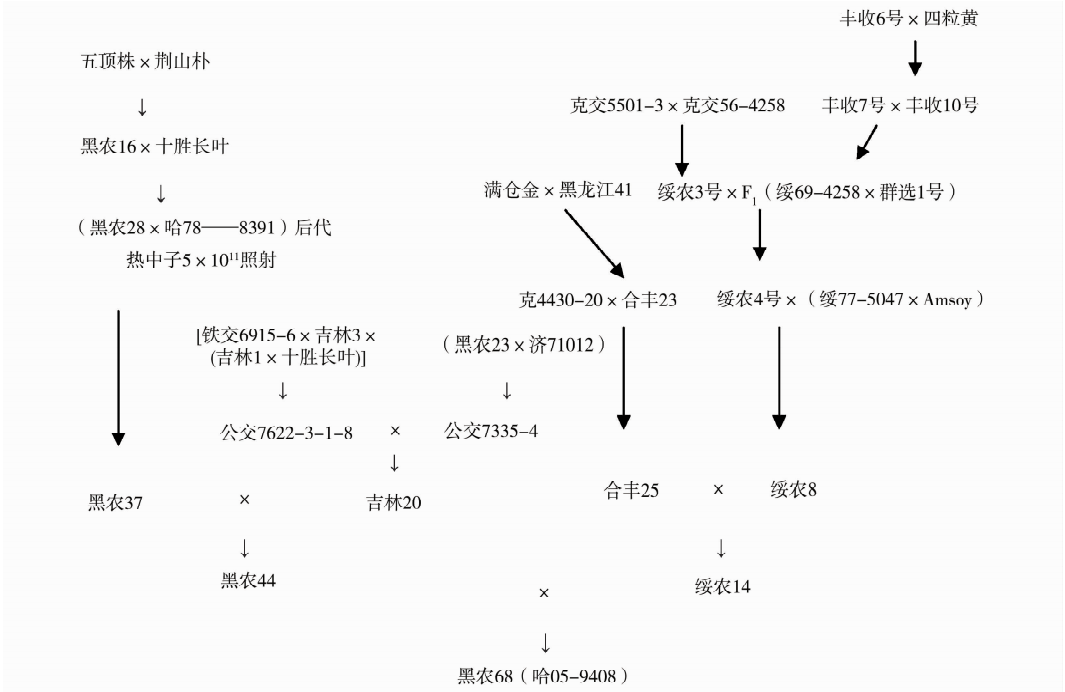 丰收6号×四粒黄
五顶株×荆山朴
↓
克交5501-3×克交56-4258
丰收7号×丰收10号
黑农16×十胜长叶
↓
满仓金×黑龙江41
绥农3号×F₁（绥69-4258×群选1号）
（黑农28×哈78——8391）后代
热中子5×10¹¹照射
克4430-20×合丰23
绥农4号×（绥77-5047×Amsoy）
[铁交6915-6×吉林3×
(吉林1×十胜长叶)]
（黑农23×济71012）
↓ ↓
公交7622-3-1-8 × 公交7335-4
↓
黑农37 × 吉林20
合丰25 × 绥农8
↓ ↓
黑农44
绥农14
×
↓
黑农68（哈05-9408）